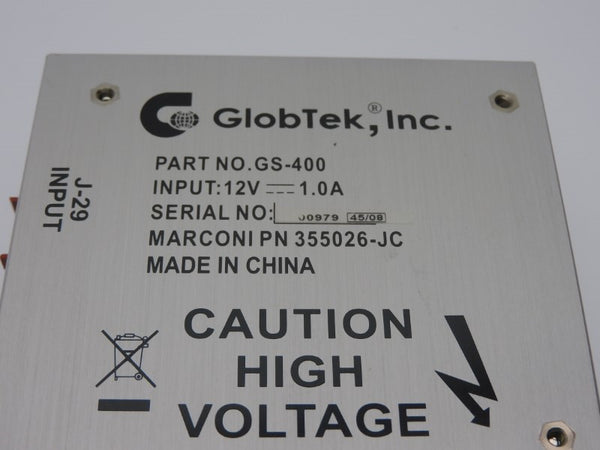 GlobTek,® Inc.
PART NO.GS-400
INPUT:12V ⎓ 1.0A
SERIAL NO: 00979 45/08
MARCONI PN 355026-JC
MADE IN CHINA
J-29
INPUT
CAUTION
HIGH
VOLTAGE